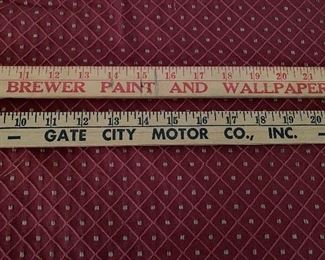 11 12 13 14 15 16 17 18 19 20 21
BREWER PAINT AND WALLPAPER
10 11 12 13 14 15 16 17 18 19 20
— GATE CITY MOTOR CO., INC. —